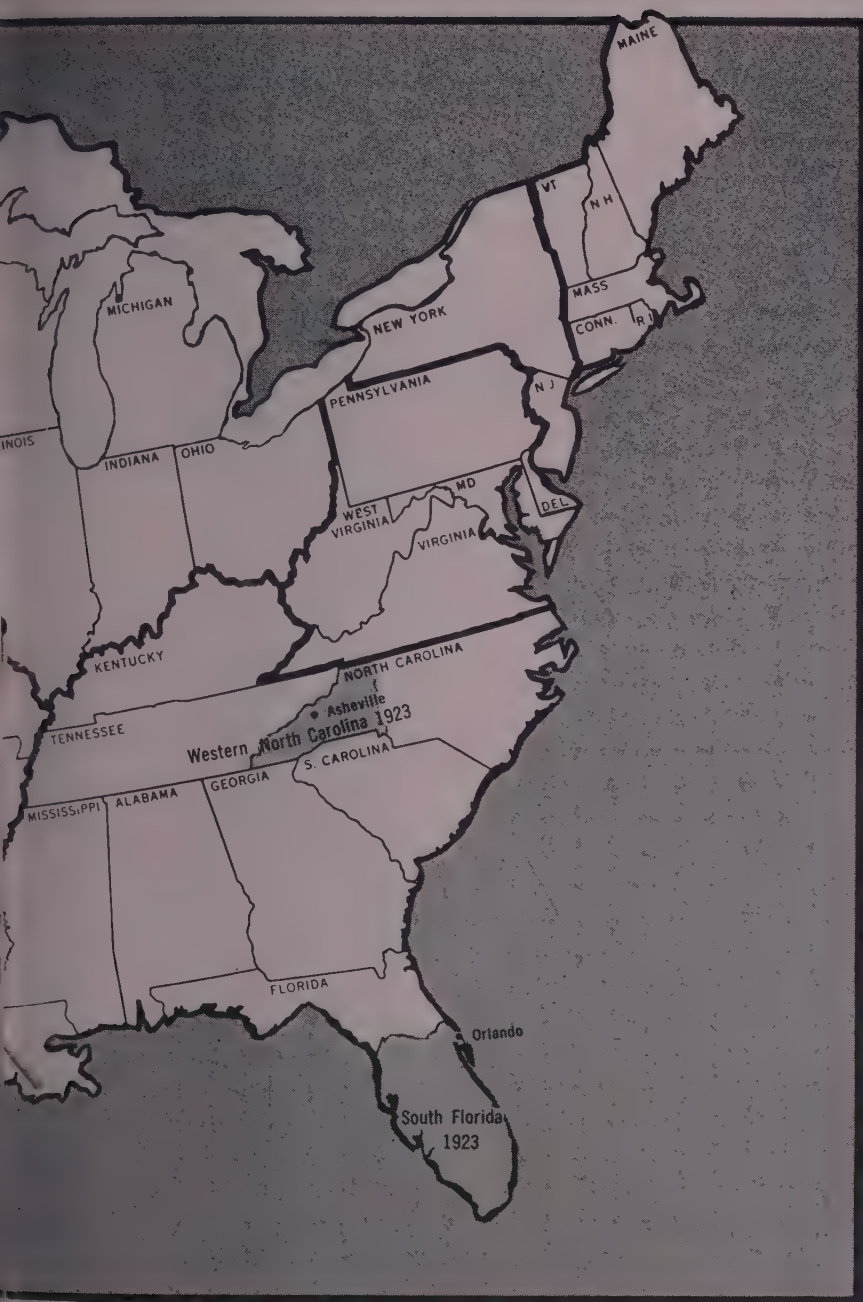 MAINE
VT
N H
MASS
CONN.
R I
NEW YORK
MICHIGAN
PENNSYLVANIA
N J
INOIS
INDIANA
OHIO
MD
DEL
WEST
VIRGINIA
VIRGINIA
KENTUCKY
NORTH CAROLINA
Asheville
Western North Carolina 1923
TENNESSEE
S. CAROLINA
GEORGIA
MISSISSIPPI
ALABAMA
FLORIDA
Orlando
South Florida
1923